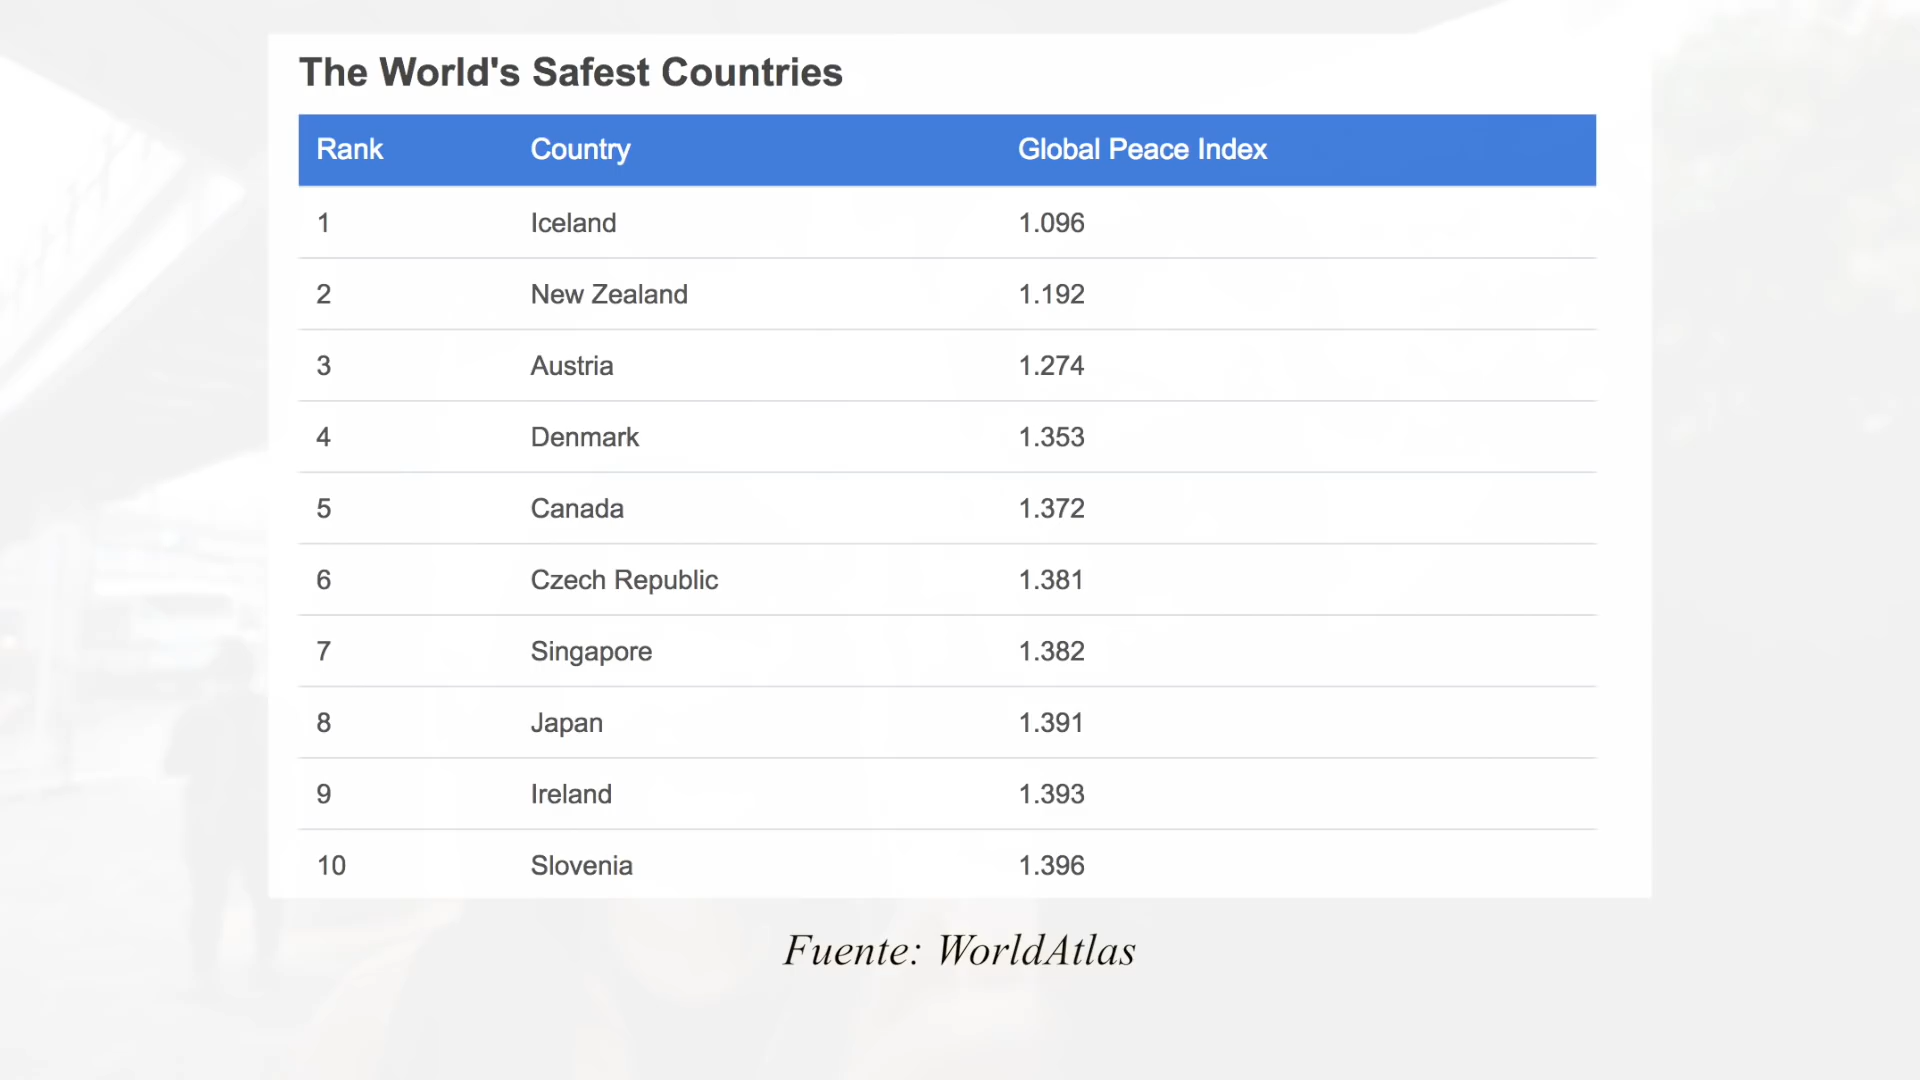 The World's Safest Countries
Rank Country Global Peace Index
1 Iceland 1.096
2 New Zealand 1.192
3 Austria 1.274
4 Denmark 1.353
5 Canada 1.372
6 Czech Republic 1.381
7 Singapore 1.382
8 Japan 1.391
9 Ireland 1.393
10 Slovenia 1.396
Fuente: WorldAtlas